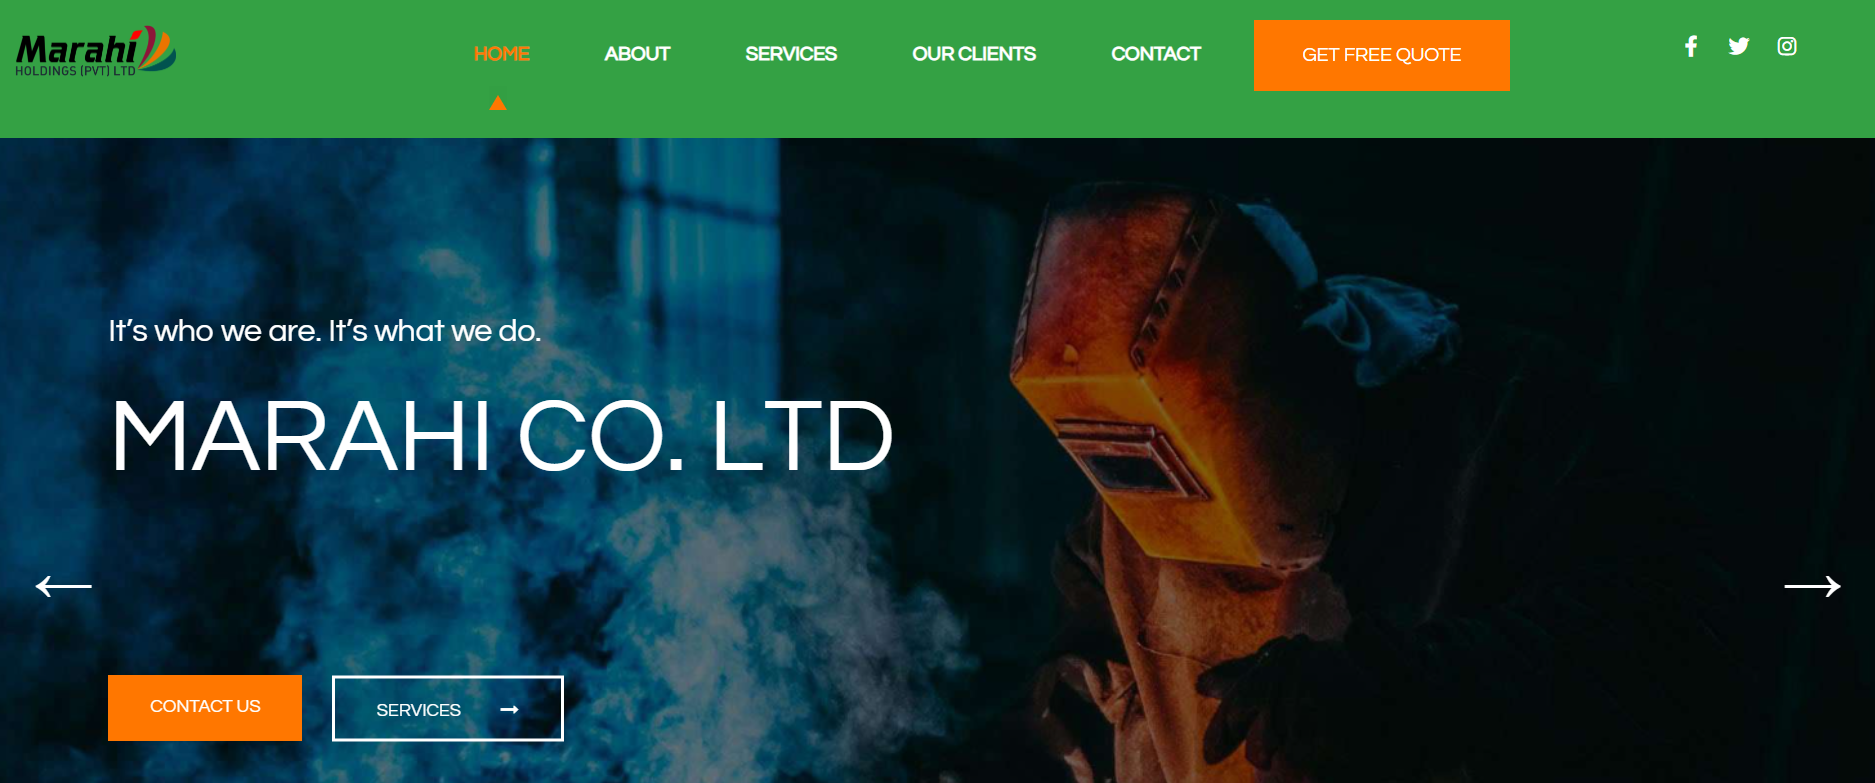 Marahi
HOLDINGS (PVT) LTD
HOME
ABOUT
SERVICES
OUR CLIENTS
CONTACT
GET FREE QUOTE
It’s who we are. It’s what we do.
MARAHI CO. LTD
CONTACT US
SERVICES